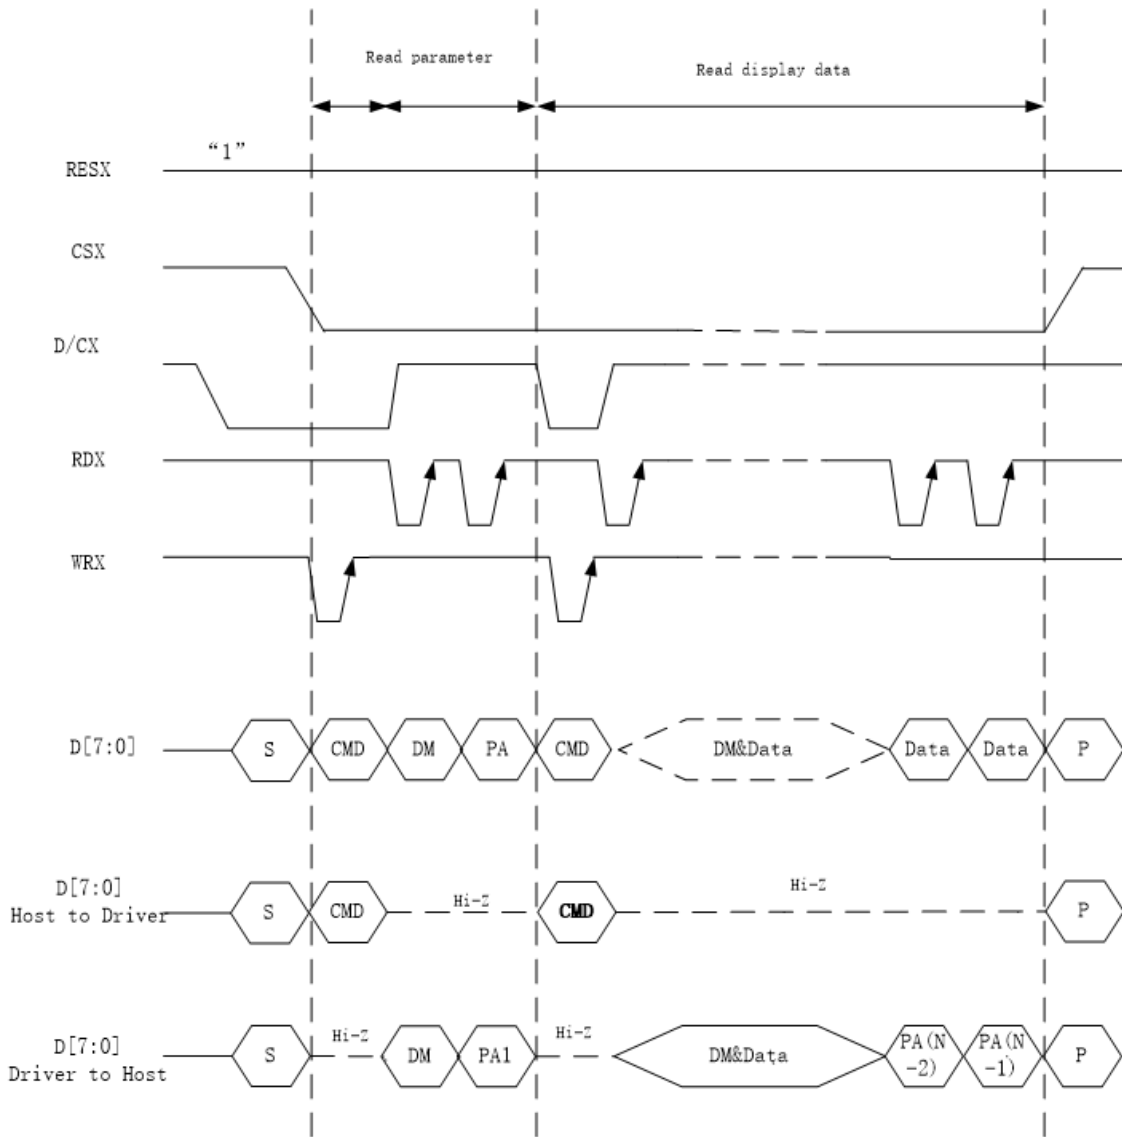 Read parameter
Read display data
“1”
RESX
CSX
D/CX
RDX
WRX
D[7:0]
S
CMD
DM
PA
CMD
DM&Data
Data
Data
P
D[7:0]
Host to Driver
S
CMD
Hi-Z
CMD
Hi-Z
P
D[7:0]
Driver to Host
S
Hi-Z
DM
PA1
Hi-Z
DM&Data
PA(N
-2)
PA(N
-1)
P